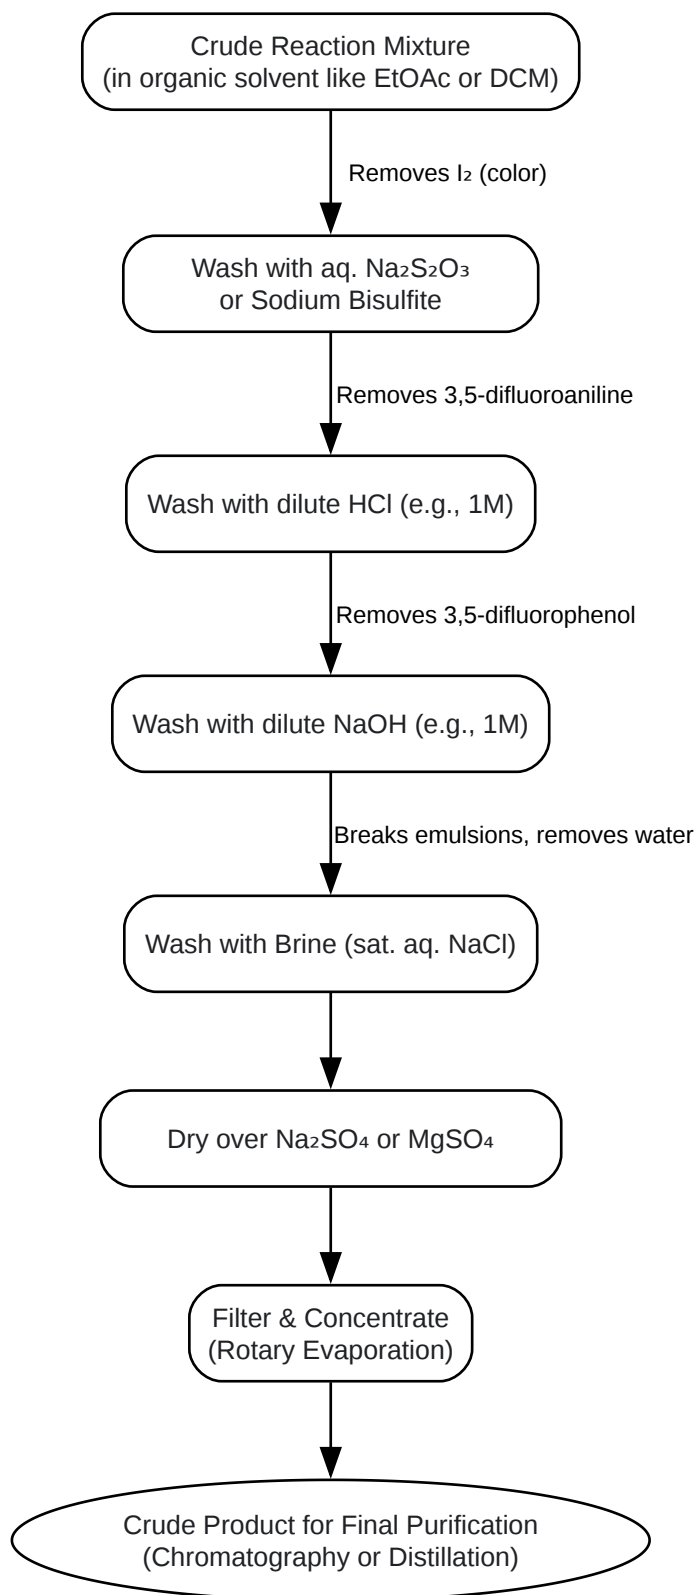 Crude Reaction Mixture
(in organic solvent like EtOAc or DCM)
Removes I₂ (color)
Wash with aq. Na₂S₂O₃
or Sodium Bisulfite
Removes 3,5-difluoroaniline
Wash with dilute HCl (e.g., 1M)
Removes 3,5-difluorophenol
Wash with dilute NaOH (e.g., 1M)
Breaks emulsions, removes water
Wash with Brine (sat. aq. NaCl)
Dry over Na₂SO₄ or MgSO₄
Filter & Concentrate
(Rotary Evaporation)
Crude Product for Final Purification
(Chromatography or Distillation)